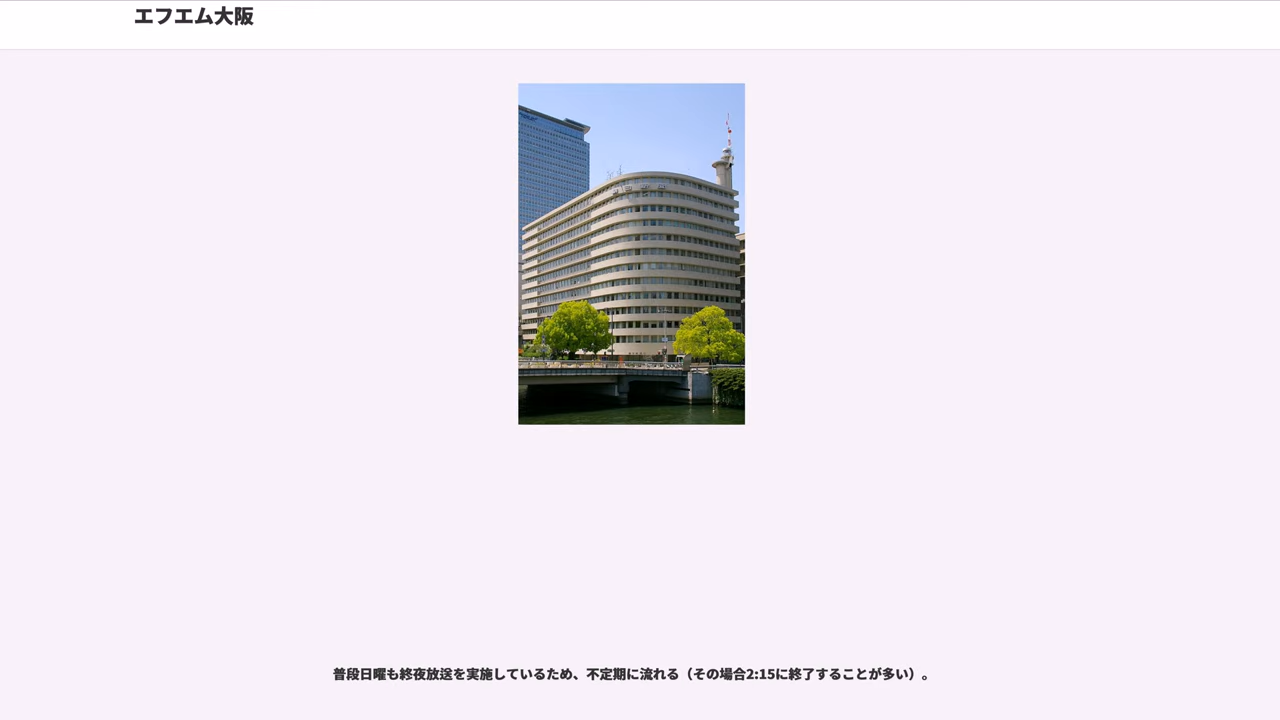 エフエム大阪
普段日曜も終夜放送を実施しているため、不定期に流れる（その場合2:15に終了することが多い）。